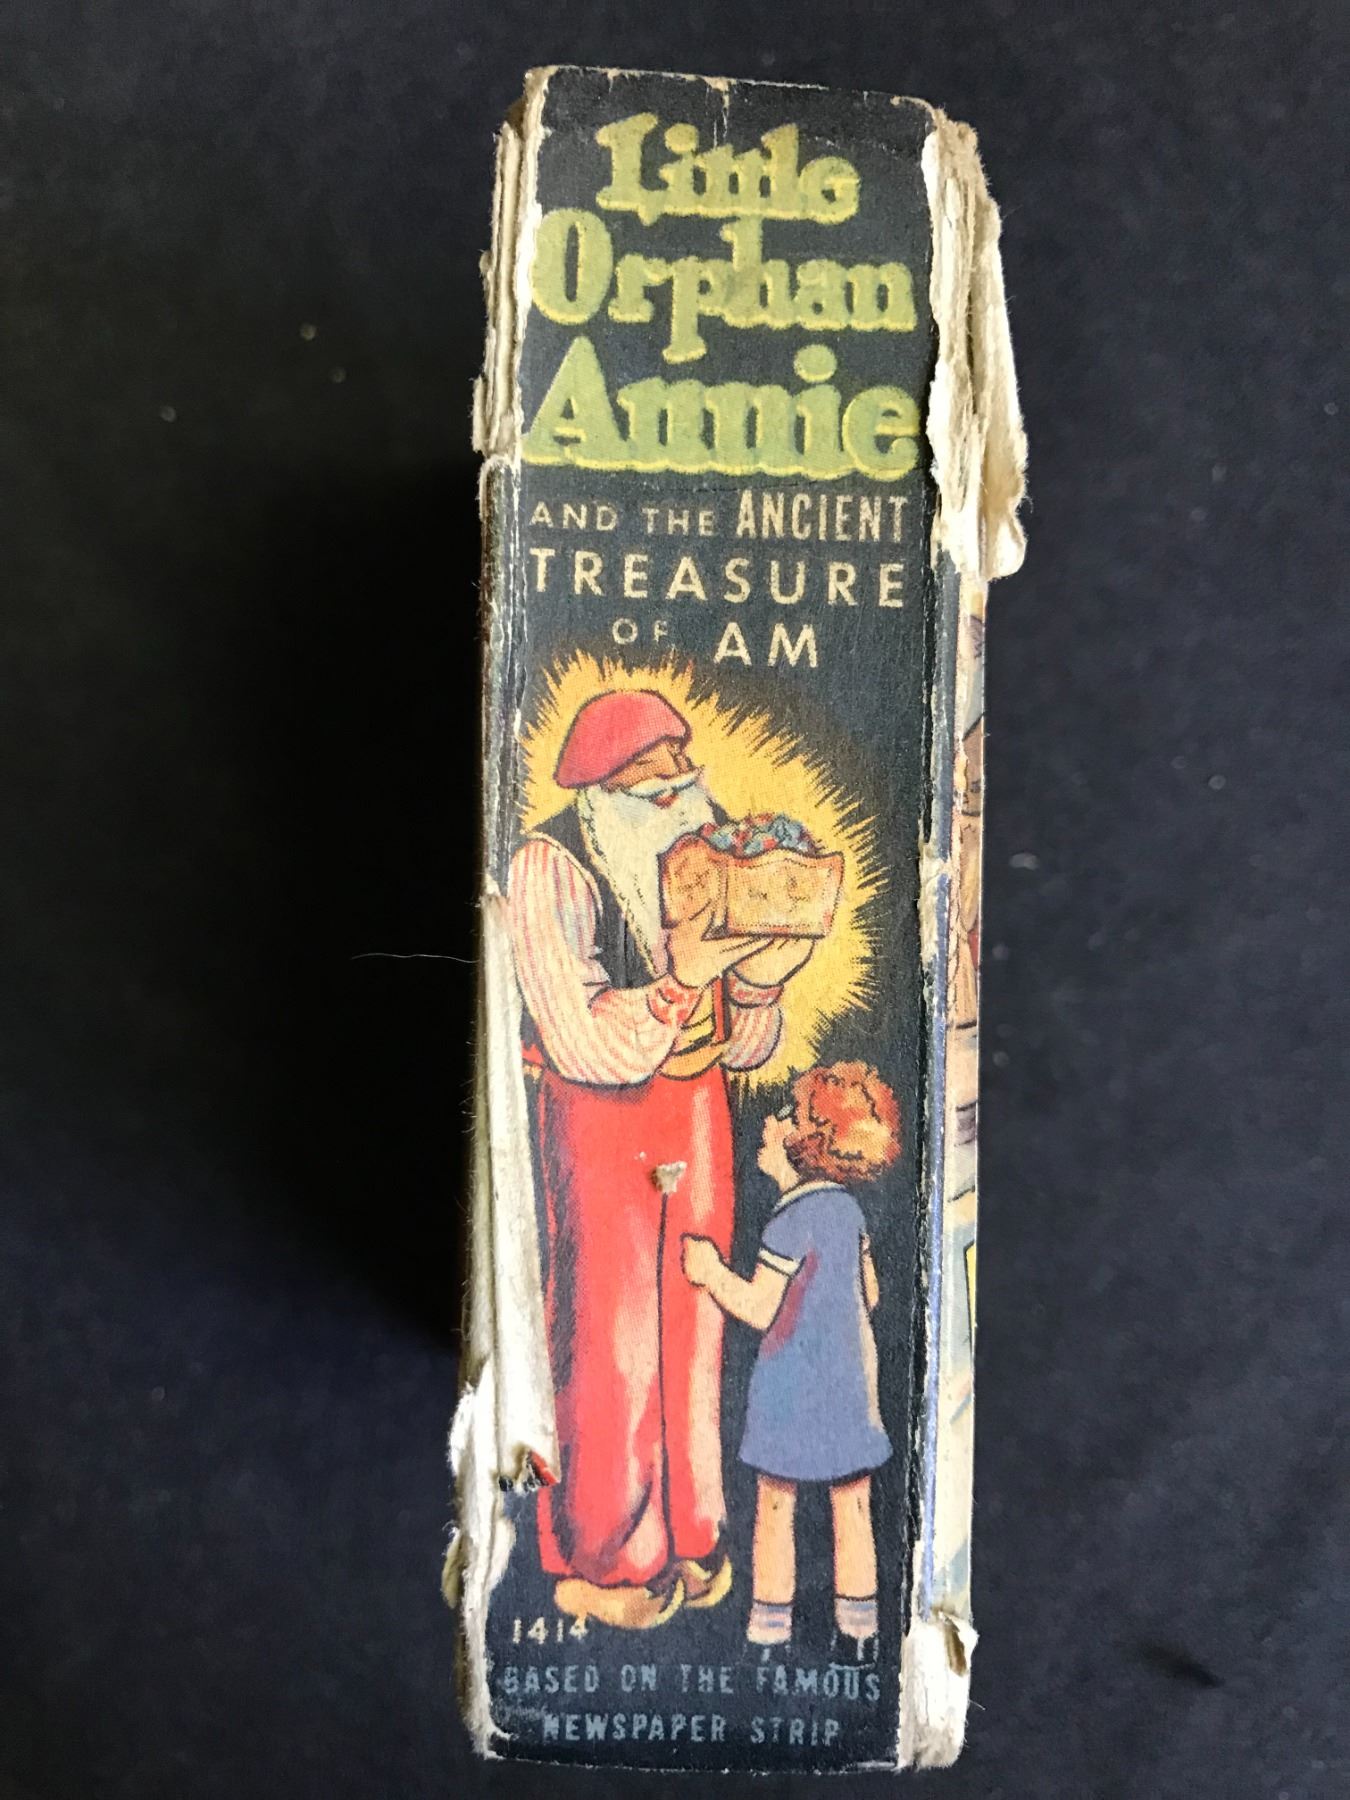 Little
Orphan
Annie
AND THE ANCIENT
TREASURE
OF AM
1414
BASED ON THE FAMOUS
NEWSPAPER STRIP